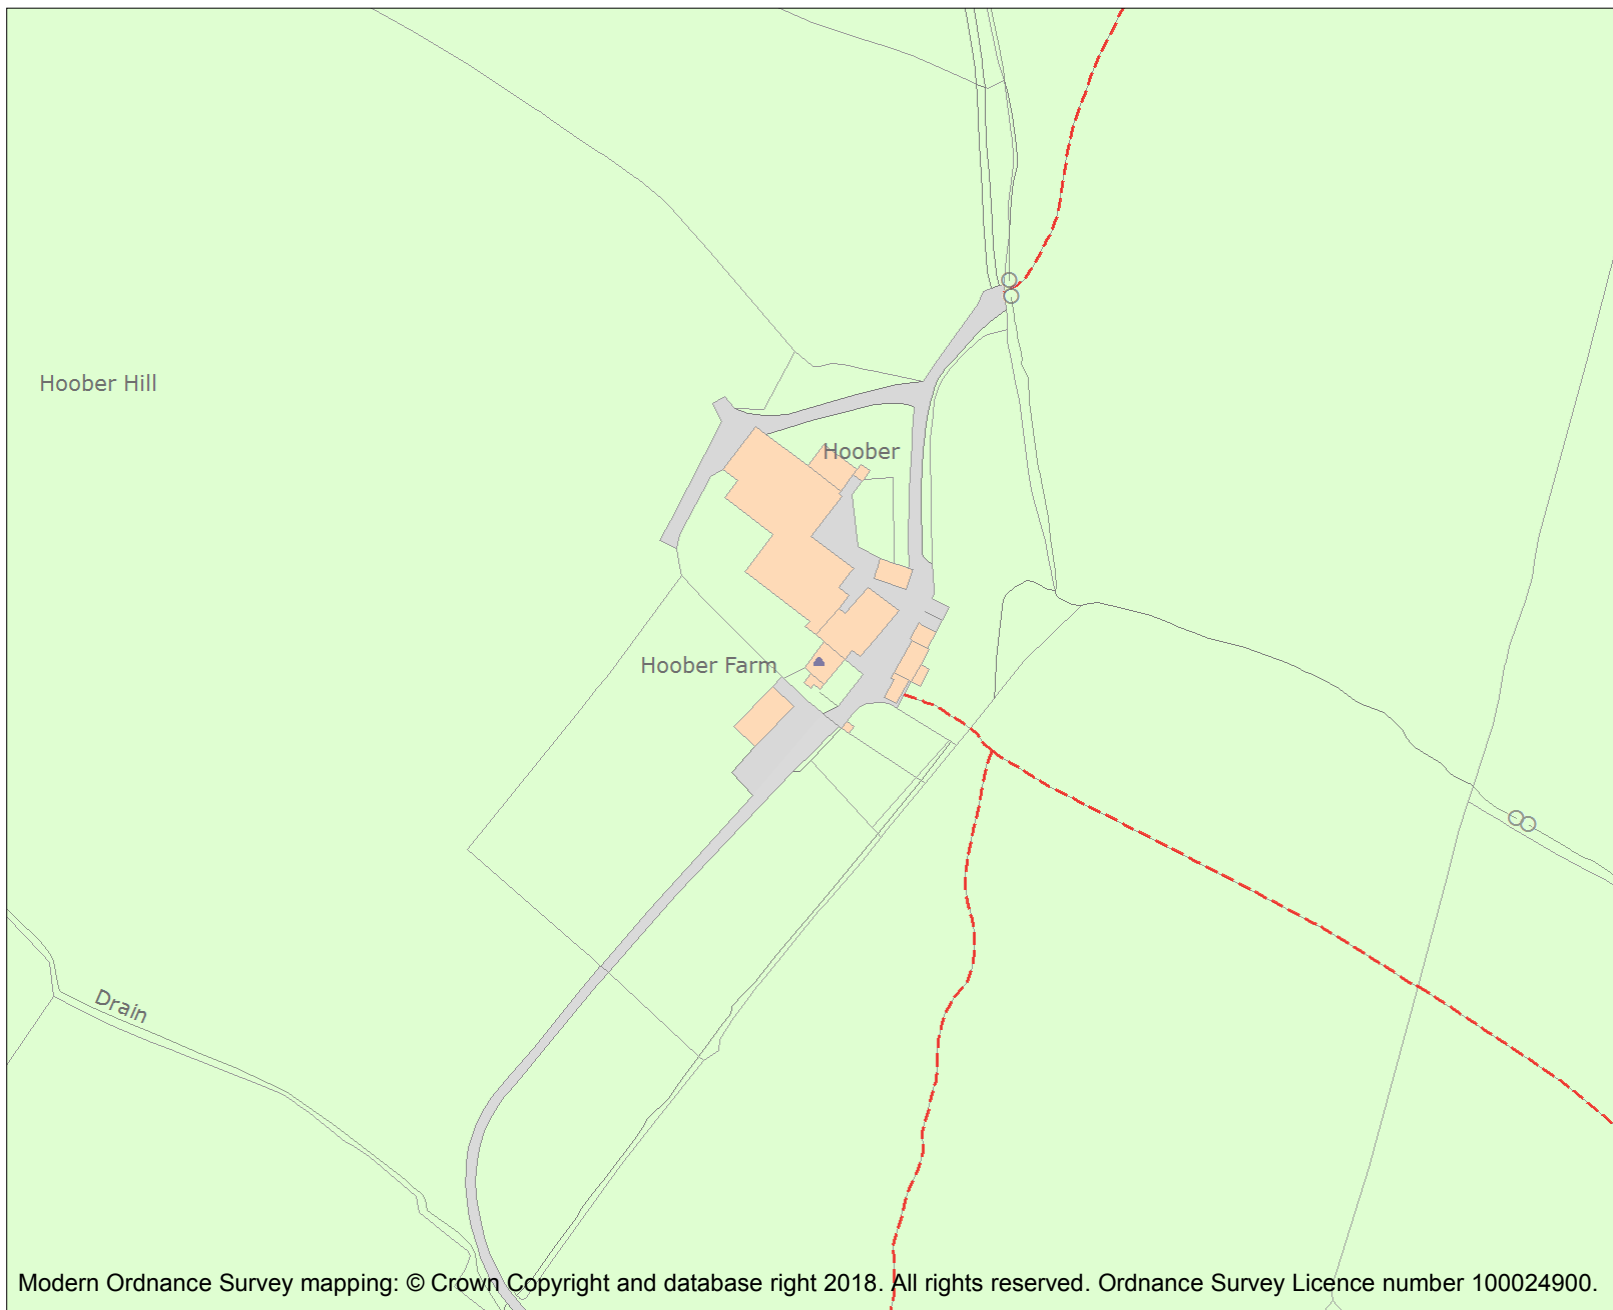 Hoober Hill
Hoober
Hoober Farm
Drain
Modern Ordnance Survey mapping: © Crown Copyright and database right 2018. All rights reserved. Ordnance Survey Licence number 100024900.